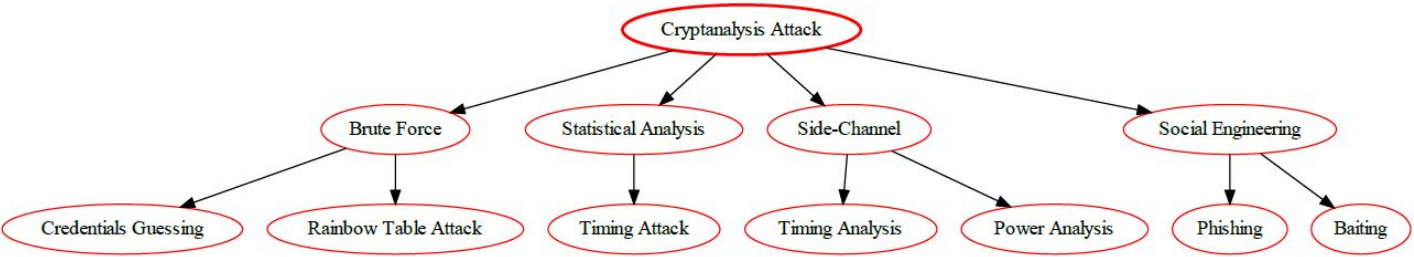 Cryptanalysis Attack
Brute Force
Statistical Analysis
Side-Channel
Social Engineering
Credentials Guessing
Rainbow Table Attack
Timing Attack
Timing Analysis
Power Analysis
Phishing
Baiting